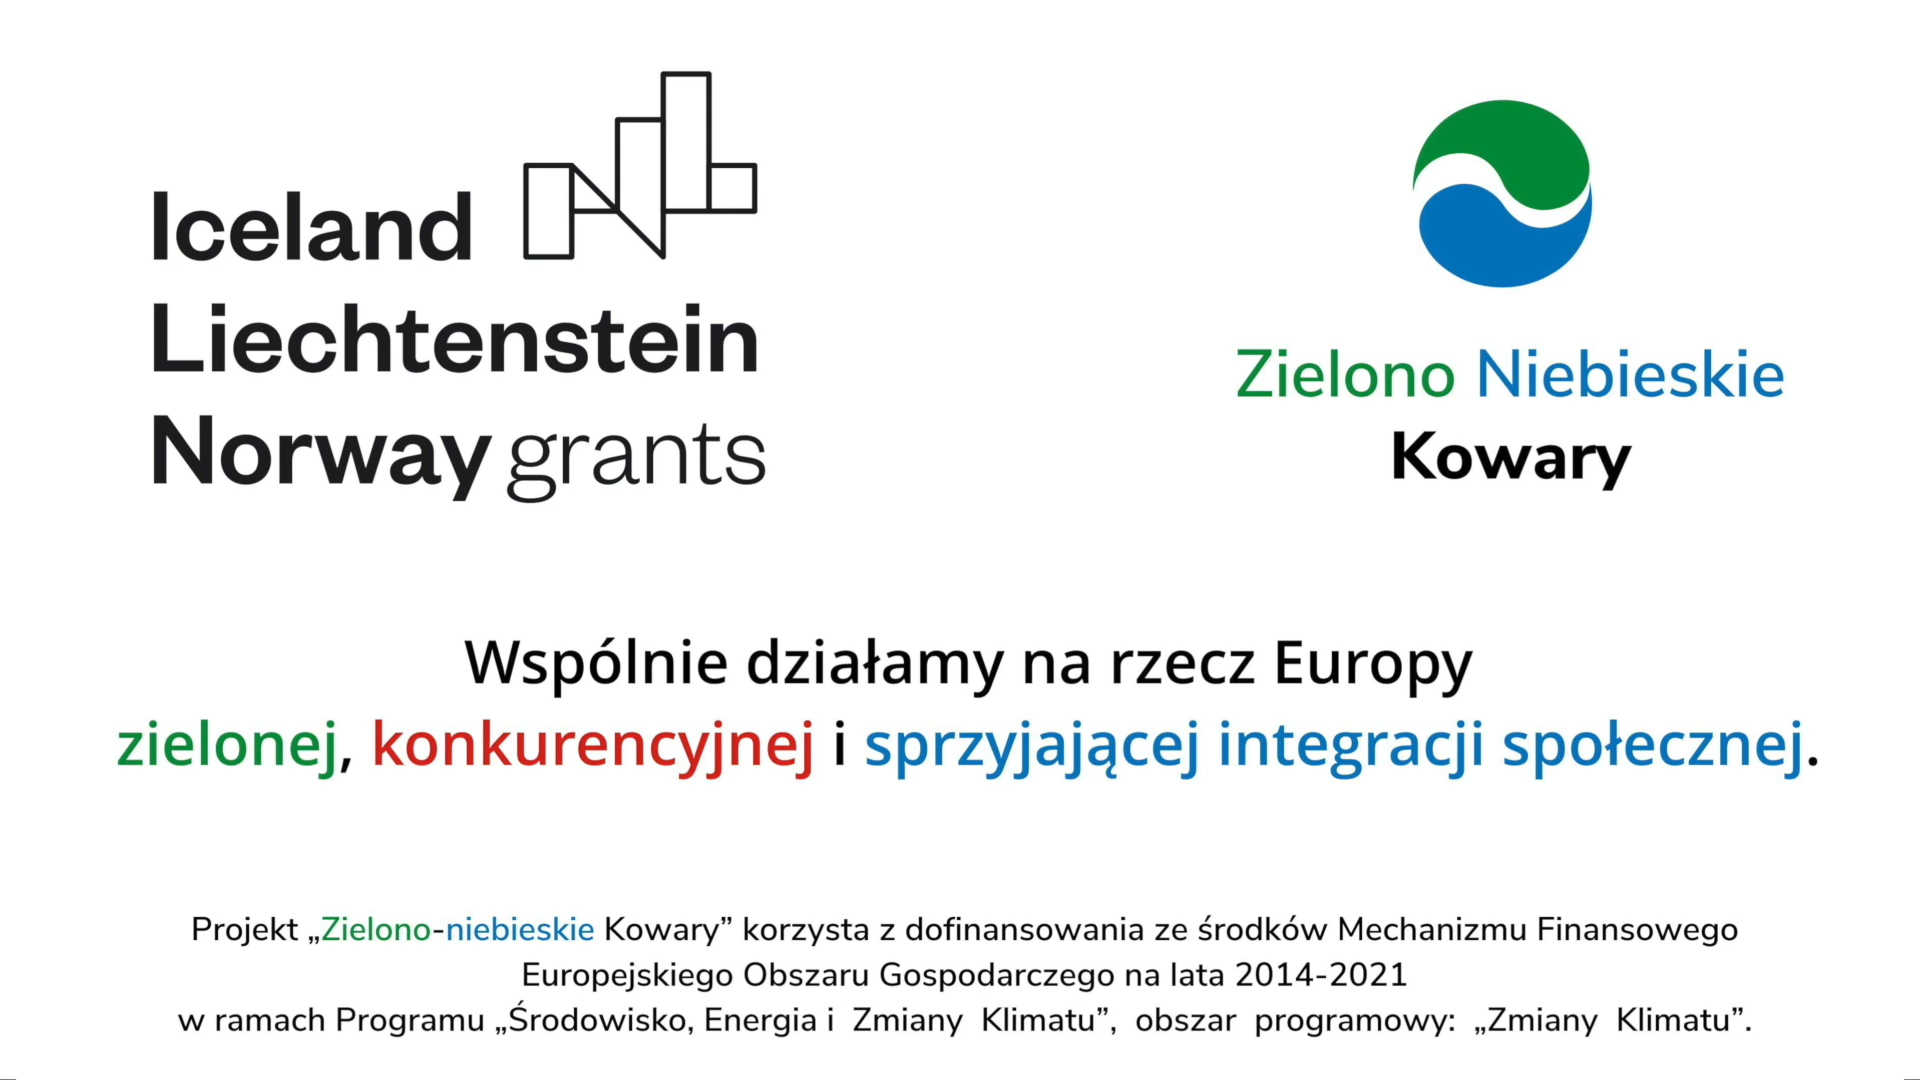 Iceland
Liechtenstein
Norway grants
Zielono Niebieskie
Kowary
Wspólnie działamy na rzecz Europy
zielonej, konkurencyjnej i sprzyjającej integracji społecznej.
Projekt „Zielono-niebieskie Kowary” korzysta z dofinansowania ze środków Mechanizmu Finansowego
Europejskiego Obszaru Gospodarczego na lata 2014-2021
w ramach Programu „Środowisko, Energia i Zmiany Klimatu”, obszar programowy: „Zmiany Klimatu”.